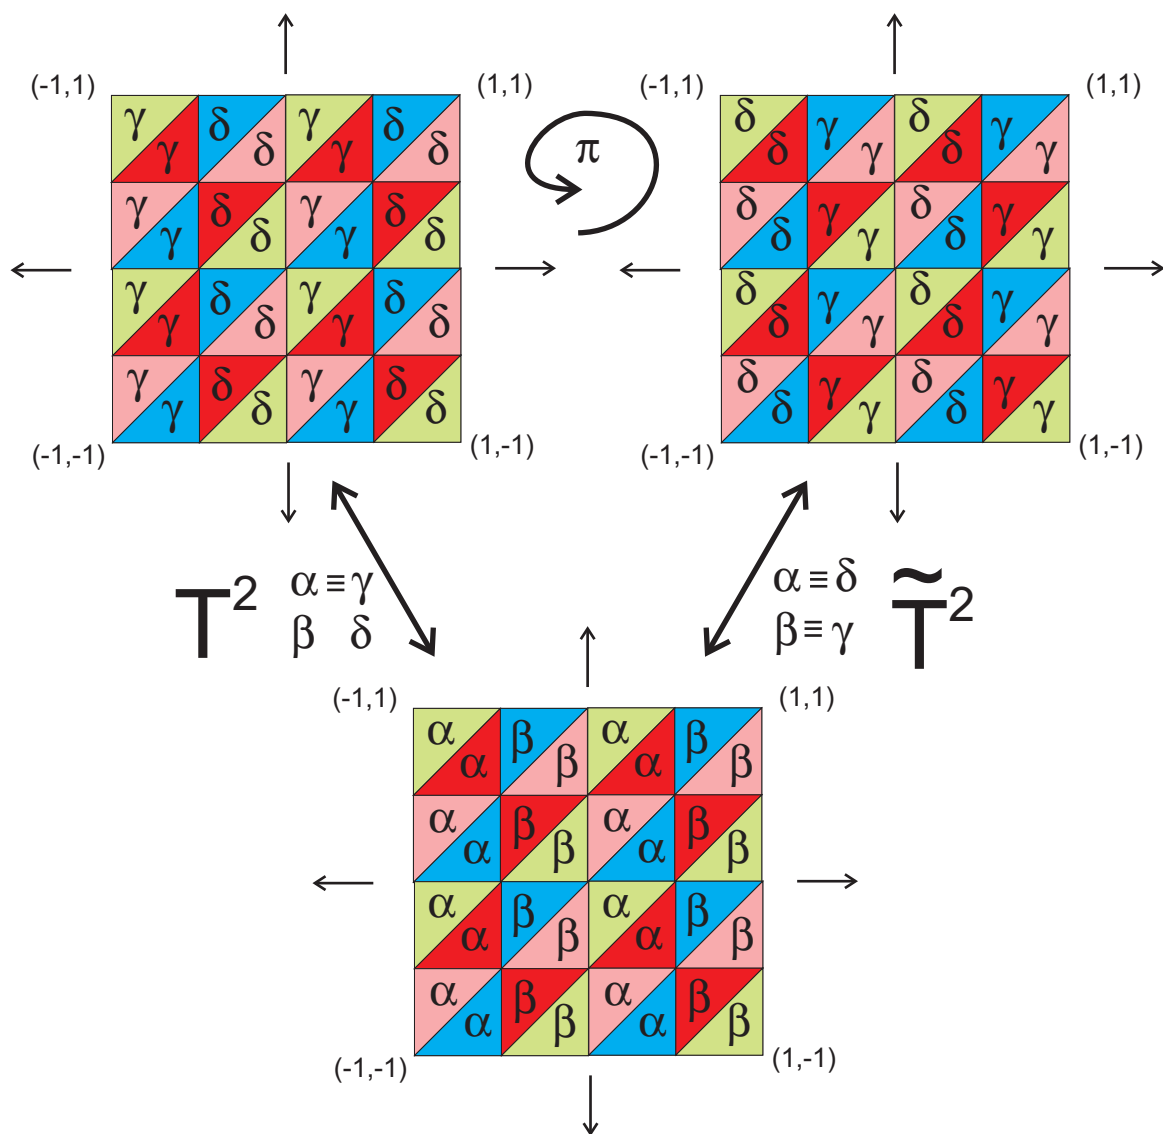 (-1,1) (1,1) (-1,1) (1,1)
γ δ γ δ δ γ δ γ
γ δ γ δ π δ γ δ γ
γ δ γ δ δ γ δ γ
γ δ γ δ δ γ δ γ
γ δ γ δ δ γ δ γ
γ δ γ δ δ γ δ γ
γ δ γ δ δ γ δ γ
γ δ γ δ δ γ δ γ
(-1,-1) (1,-1) (-1,-1) (1,-1)
T² α ≡ γ α ≡ δ T̃²
β δ β ≡ γ
(-1,1) (1,1)
α β α β
α β α β
α β α β
α β α β
α β α β
α β α β
α β α β
α β α β
(-1,-1) (1,-1)